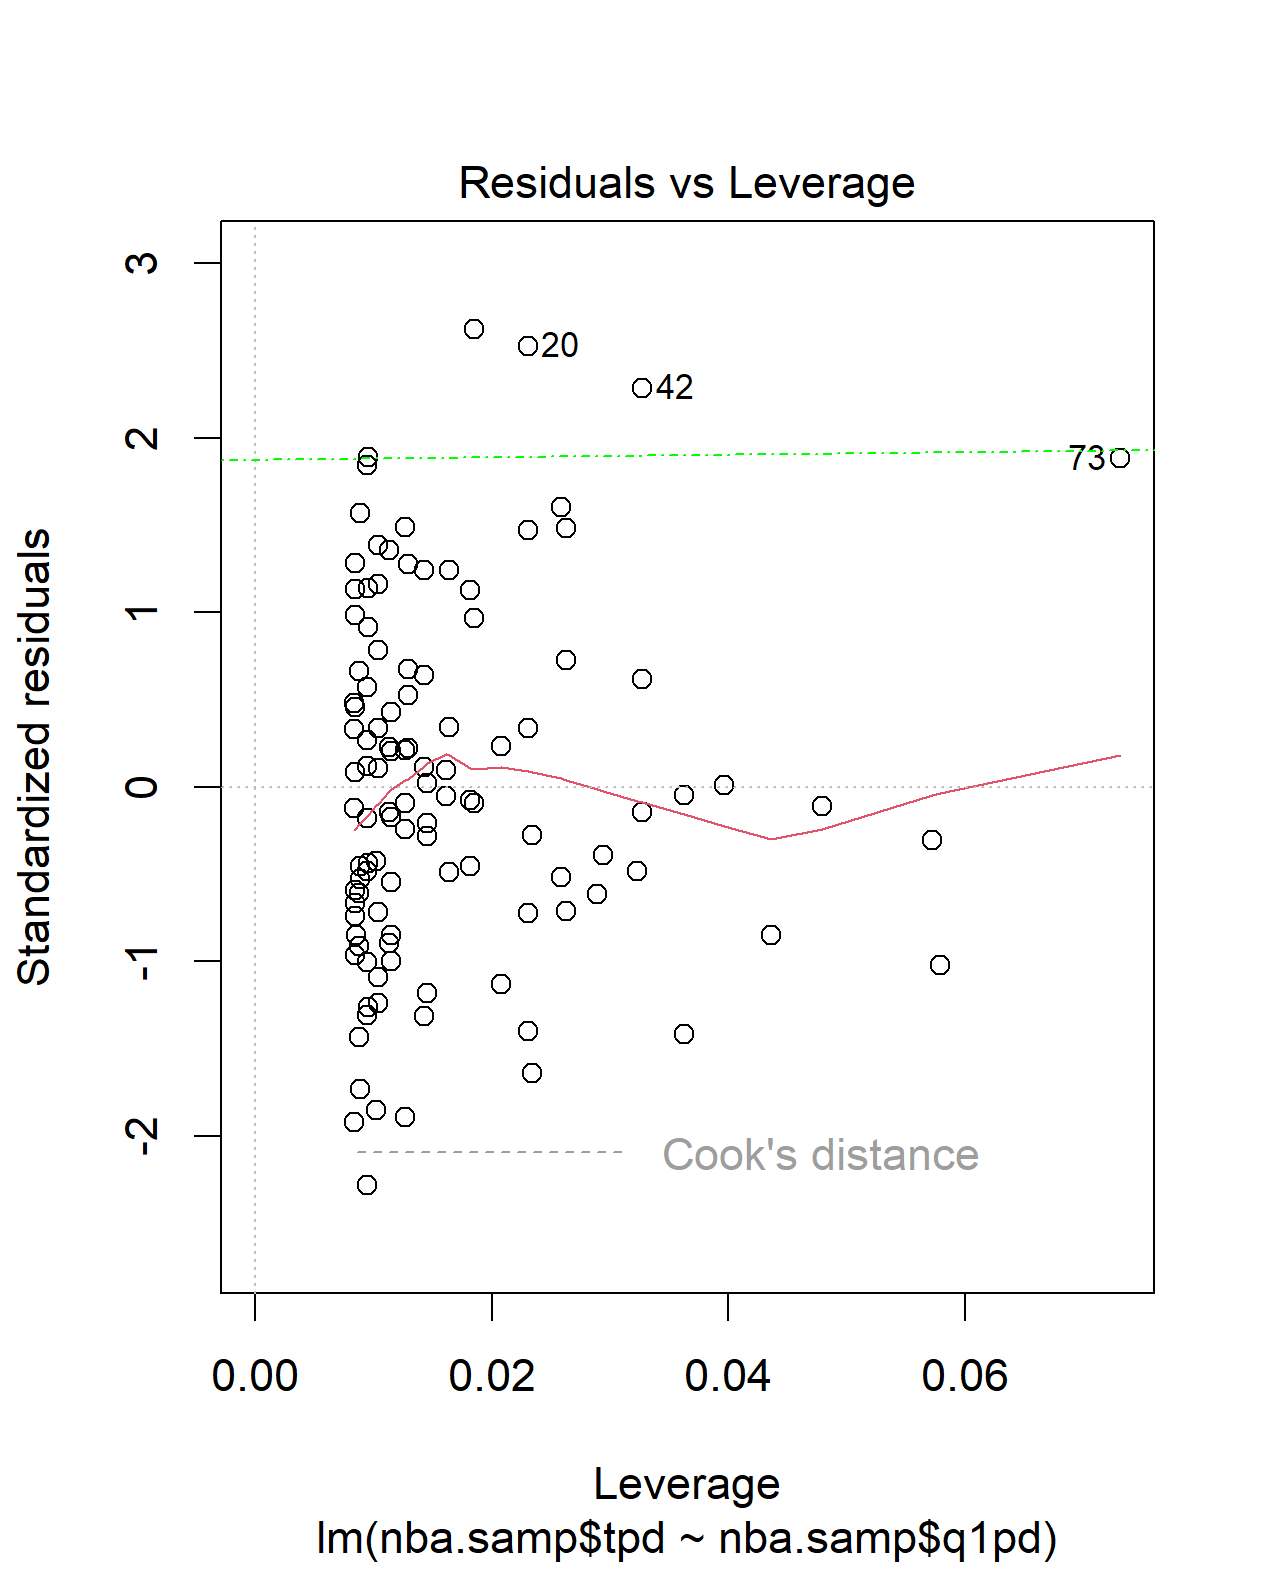 Residuals vs Leverage
3
2
1
0
-1
-2
Standardized residuals
20
42
73
Cook's distance
0.00 0.02 0.04 0.06
Leverage
lm(nba.samp$tpd ~ nba.samp$q1pd)